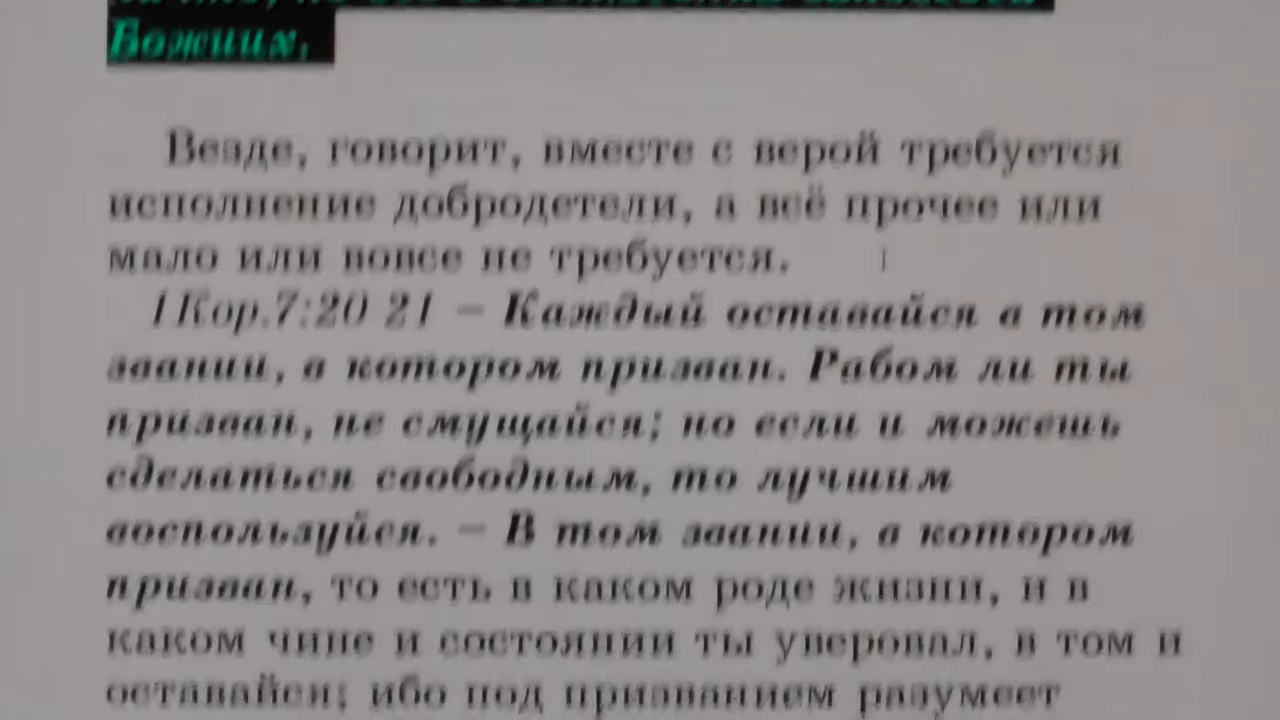 Божиих.
Везде, говорит, вместе с верой требуется
исполнение добродетели, а всё прочее или
мало или вовсе не требуется.
1Кор.7:20 21 – Каждый оставайся в том
звании, в котором призван. Рабом ли ты
призван, не смущайся; но если и можешь
сделаться свободным, то лучшим
воспользуйся. – В том звании, в котором
призван, то есть в каком роде жизни, и в
каком чине и состоянии ты уверовал, в том и
оставайся; ибо под призванием разумеет